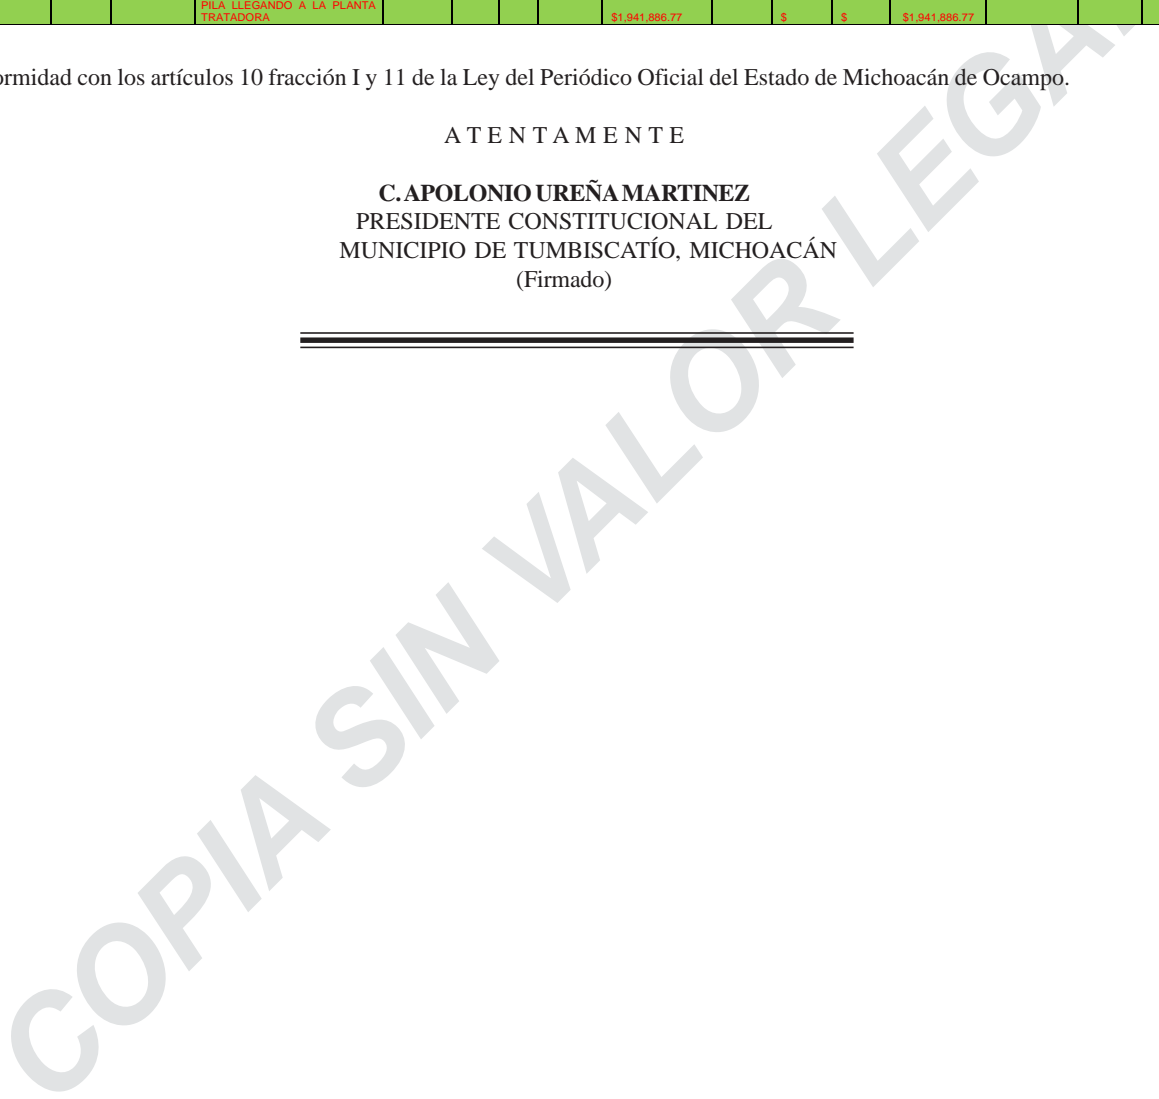 PILA LLEGANDO A LA PLANTA
TRATADORA
$1,941,886.77 $ $ $1,941,886.77
ormidad con los artículos 10 fracción I y 11 de la Ley del Periódico Oficial del Estado de Michoacán de Ocampo.
A T E N T A M E N T E
C. APOLONIO UREÑA MARTINEZ
PRESIDENTE CONSTITUCIONAL DEL
MUNICIPIO DE TUMBISCATÍO, MICHOACÁN
(Firmado)
COPIA SIN VALOR LEGA